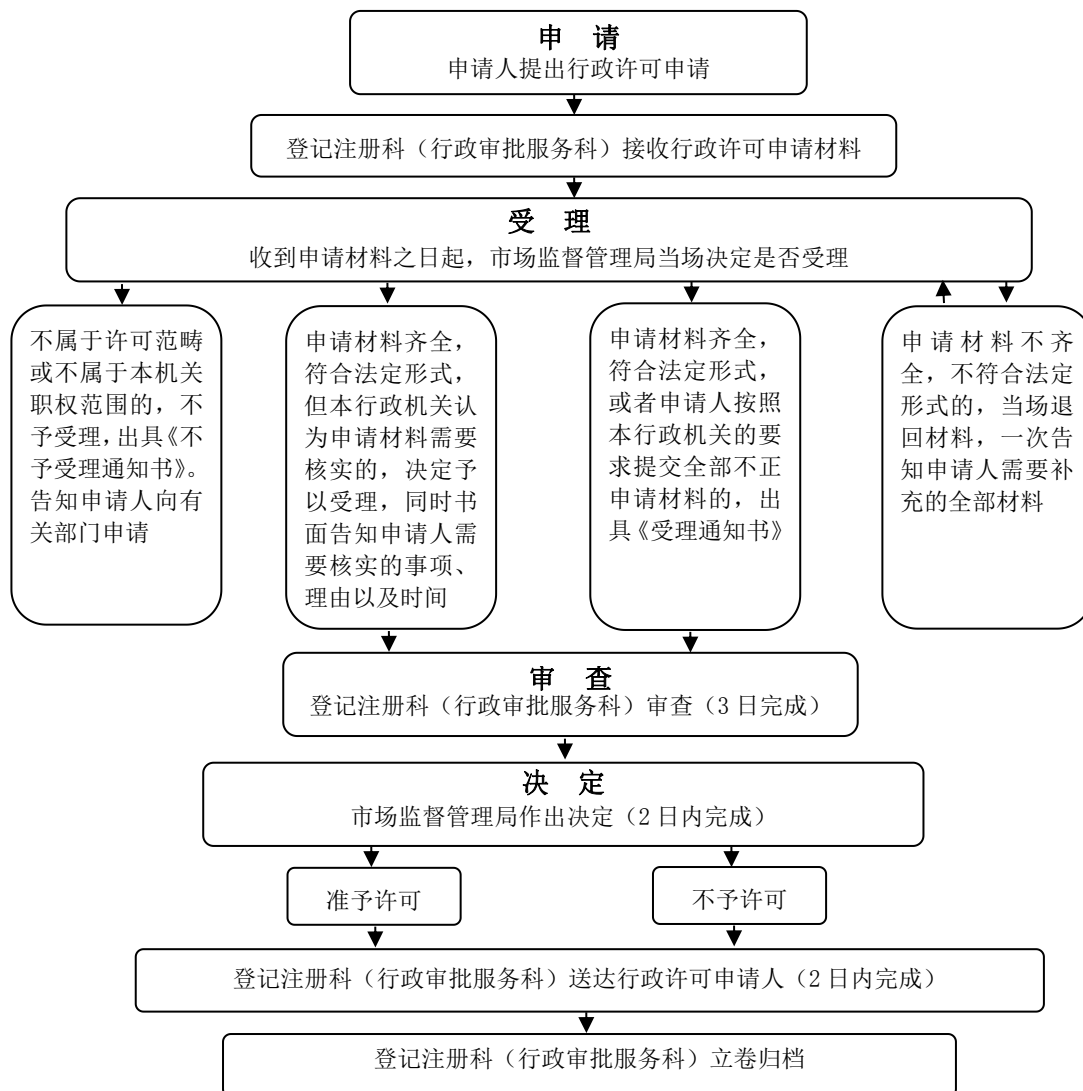 申 请
申请人提出行政许可申请
登记注册科（行政审批服务科）接收行政许可申请材料
受 理
收到申请材料之日起，市场监督管理局当场决定是否受理
不属于许可范畴
或不属于本机关
职权范围的，不
予受理，出具《不
予受理通知书》。
告知申请人向有
关部门申请
申请材料齐全，
符合法定形式，
但本行政机关认
为申请材料需要
核实的，决定予
以受理，同时书
面告知申请人需
要核实的事项、
理由以及时间
申请材料齐全，
符合法定形式，
或者申请人按照
本行政机关的要
求提交全部不正
申请材料的，出
具《受理通知书》
申请材料不齐
全，不符合法定
形式的，当场退
回材料，一次告
知申请人需要补
充的全部材料
审 查
登记注册科（行政审批服务科）审查（3 日完成）
决 定
市场监督管理局作出决定（2 日内完成）
准予许可
不予许可
登记注册科（行政审批服务科）送达行政许可申请人（2 日内完成）
登记注册科（行政审批服务科）立卷归档